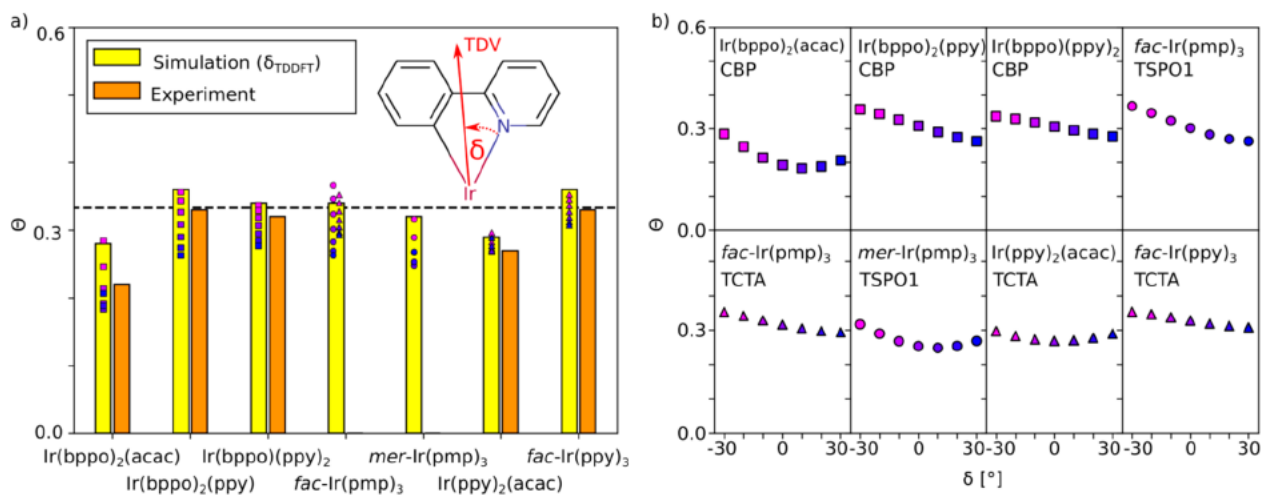 a)
0.6
0.3
0.0
Θ
Simulation (δTDDFT)
Experiment
TDV
N
δ
Ir
Ir(bppo)2(acac)
Ir(bppo)(ppy)2
mer-Ir(pmp)3
fac-Ir(ppy)3
Ir(bppo)2(ppy)
fac-Ir(pmp)3
Ir(ppy)2(acac)
b)
0.6
0.3
0.0
Θ
Ir(bppo)2(acac)
CBP
Ir(bppo)2(ppy)
CBP
Ir(bppo)(ppy)2
CBP
fac-Ir(pmp)3
TSPO1
0.3
fac-Ir(pmp)3
TCTA
mer-Ir(pmp)3
TSPO1
Ir(ppy)2(acac)
TCTA
fac-Ir(ppy)3
TCTA
-30 0 30
-30 0 30
-30 0 30
-30 0 30
δ [°]